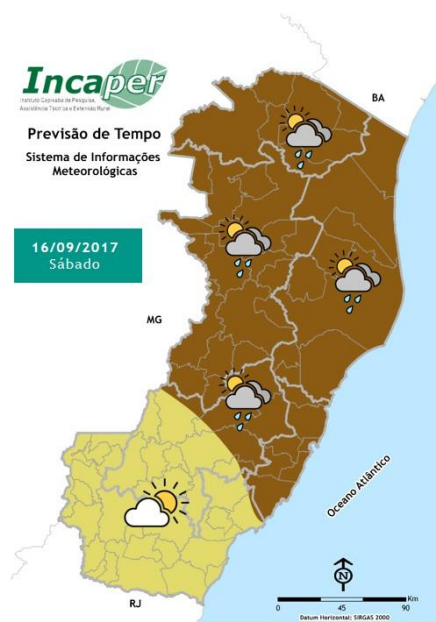 Incaper
Instituto Capixaba de Pesquisa,
Assistência Técnica e Extensão Rural
Previsão de Tempo
Sistema de Informações
Meteorológicas
16/09/2017
Sábado
BA
MG
Oceano Atlântico
RJ
N
Km
0 45 90
Datum Horizontal: SIRGAS 2000